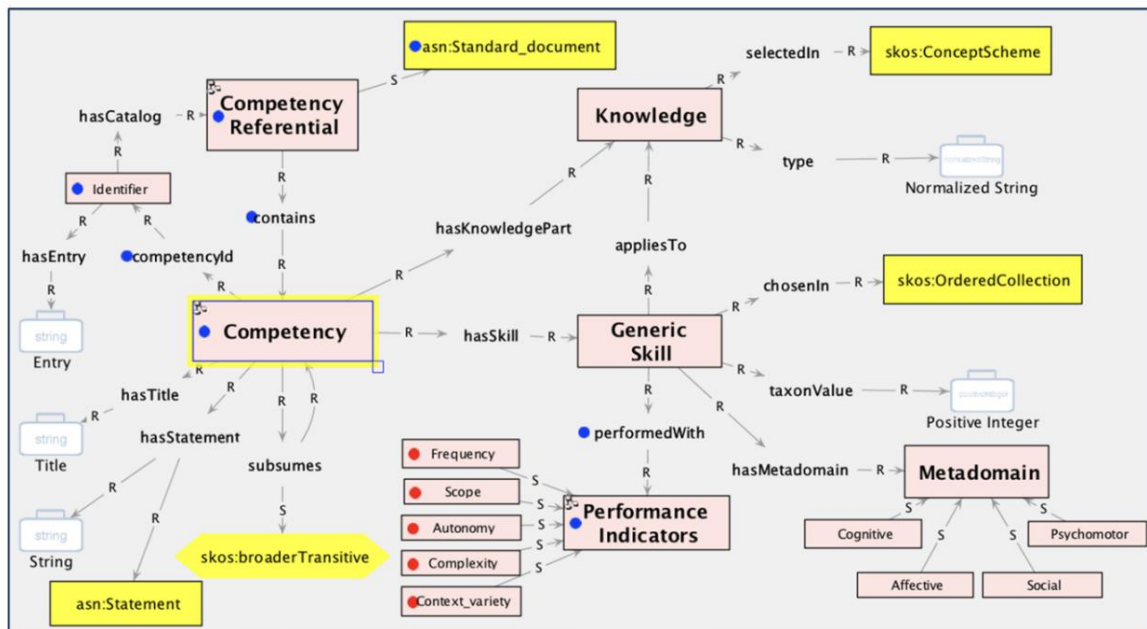 asn:Standard_document
selectedIn
R
skos:ConceptScheme
S
R
hasCatalog
R
Competency
Referential
Knowledge
R
R
R
type
R
Normalized String
Identifier
R
R
R
R
R
contains
hasKnowledgePart
R
hasEntry
R
competencyId
appliesTo
chosenIn
R
skos:OrderedCollection
R
R
R
R
R
R
string
Entry
Competency
R
hasSkill
R
Generic
Skill
R
taxonValue
R
Positive Integer
hasTitle
R
R
R
R
R
R
R
string
Title
hasStatement
performedWith
Frequency
S
R
hasMetadomain
R
Metadomain
subsumes
Scope
S
Performance
Indicators
R
R
S
Autonomy
S
S
S
S
S
Cognitive
Psychomotor
string
String
skos:broaderTransitive
Complexity
S
Affective
Social
asn:Statement
Context_variety
S